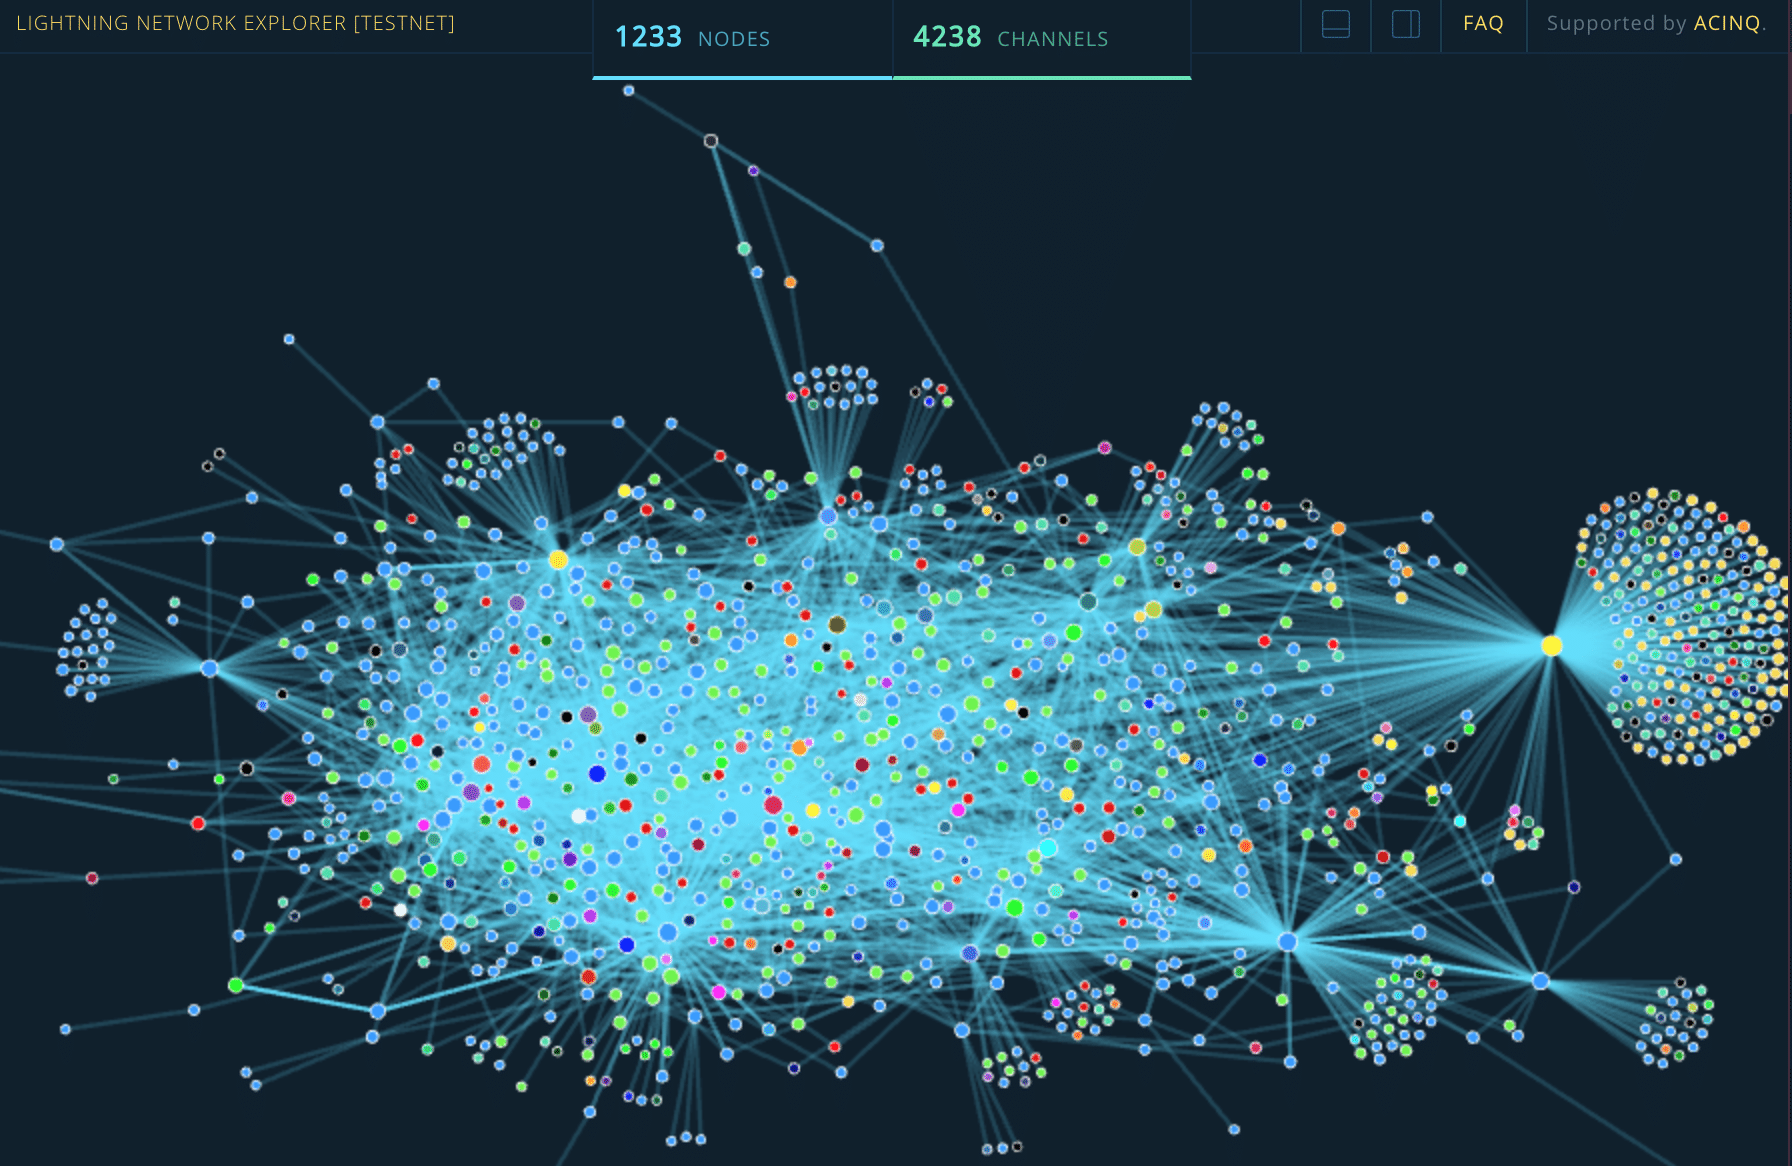 LIGHTNING NETWORK EXPLORER [TESTNET]
1233 NODES
4238 CHANNELS
FAQ
Supported by ACINQ.